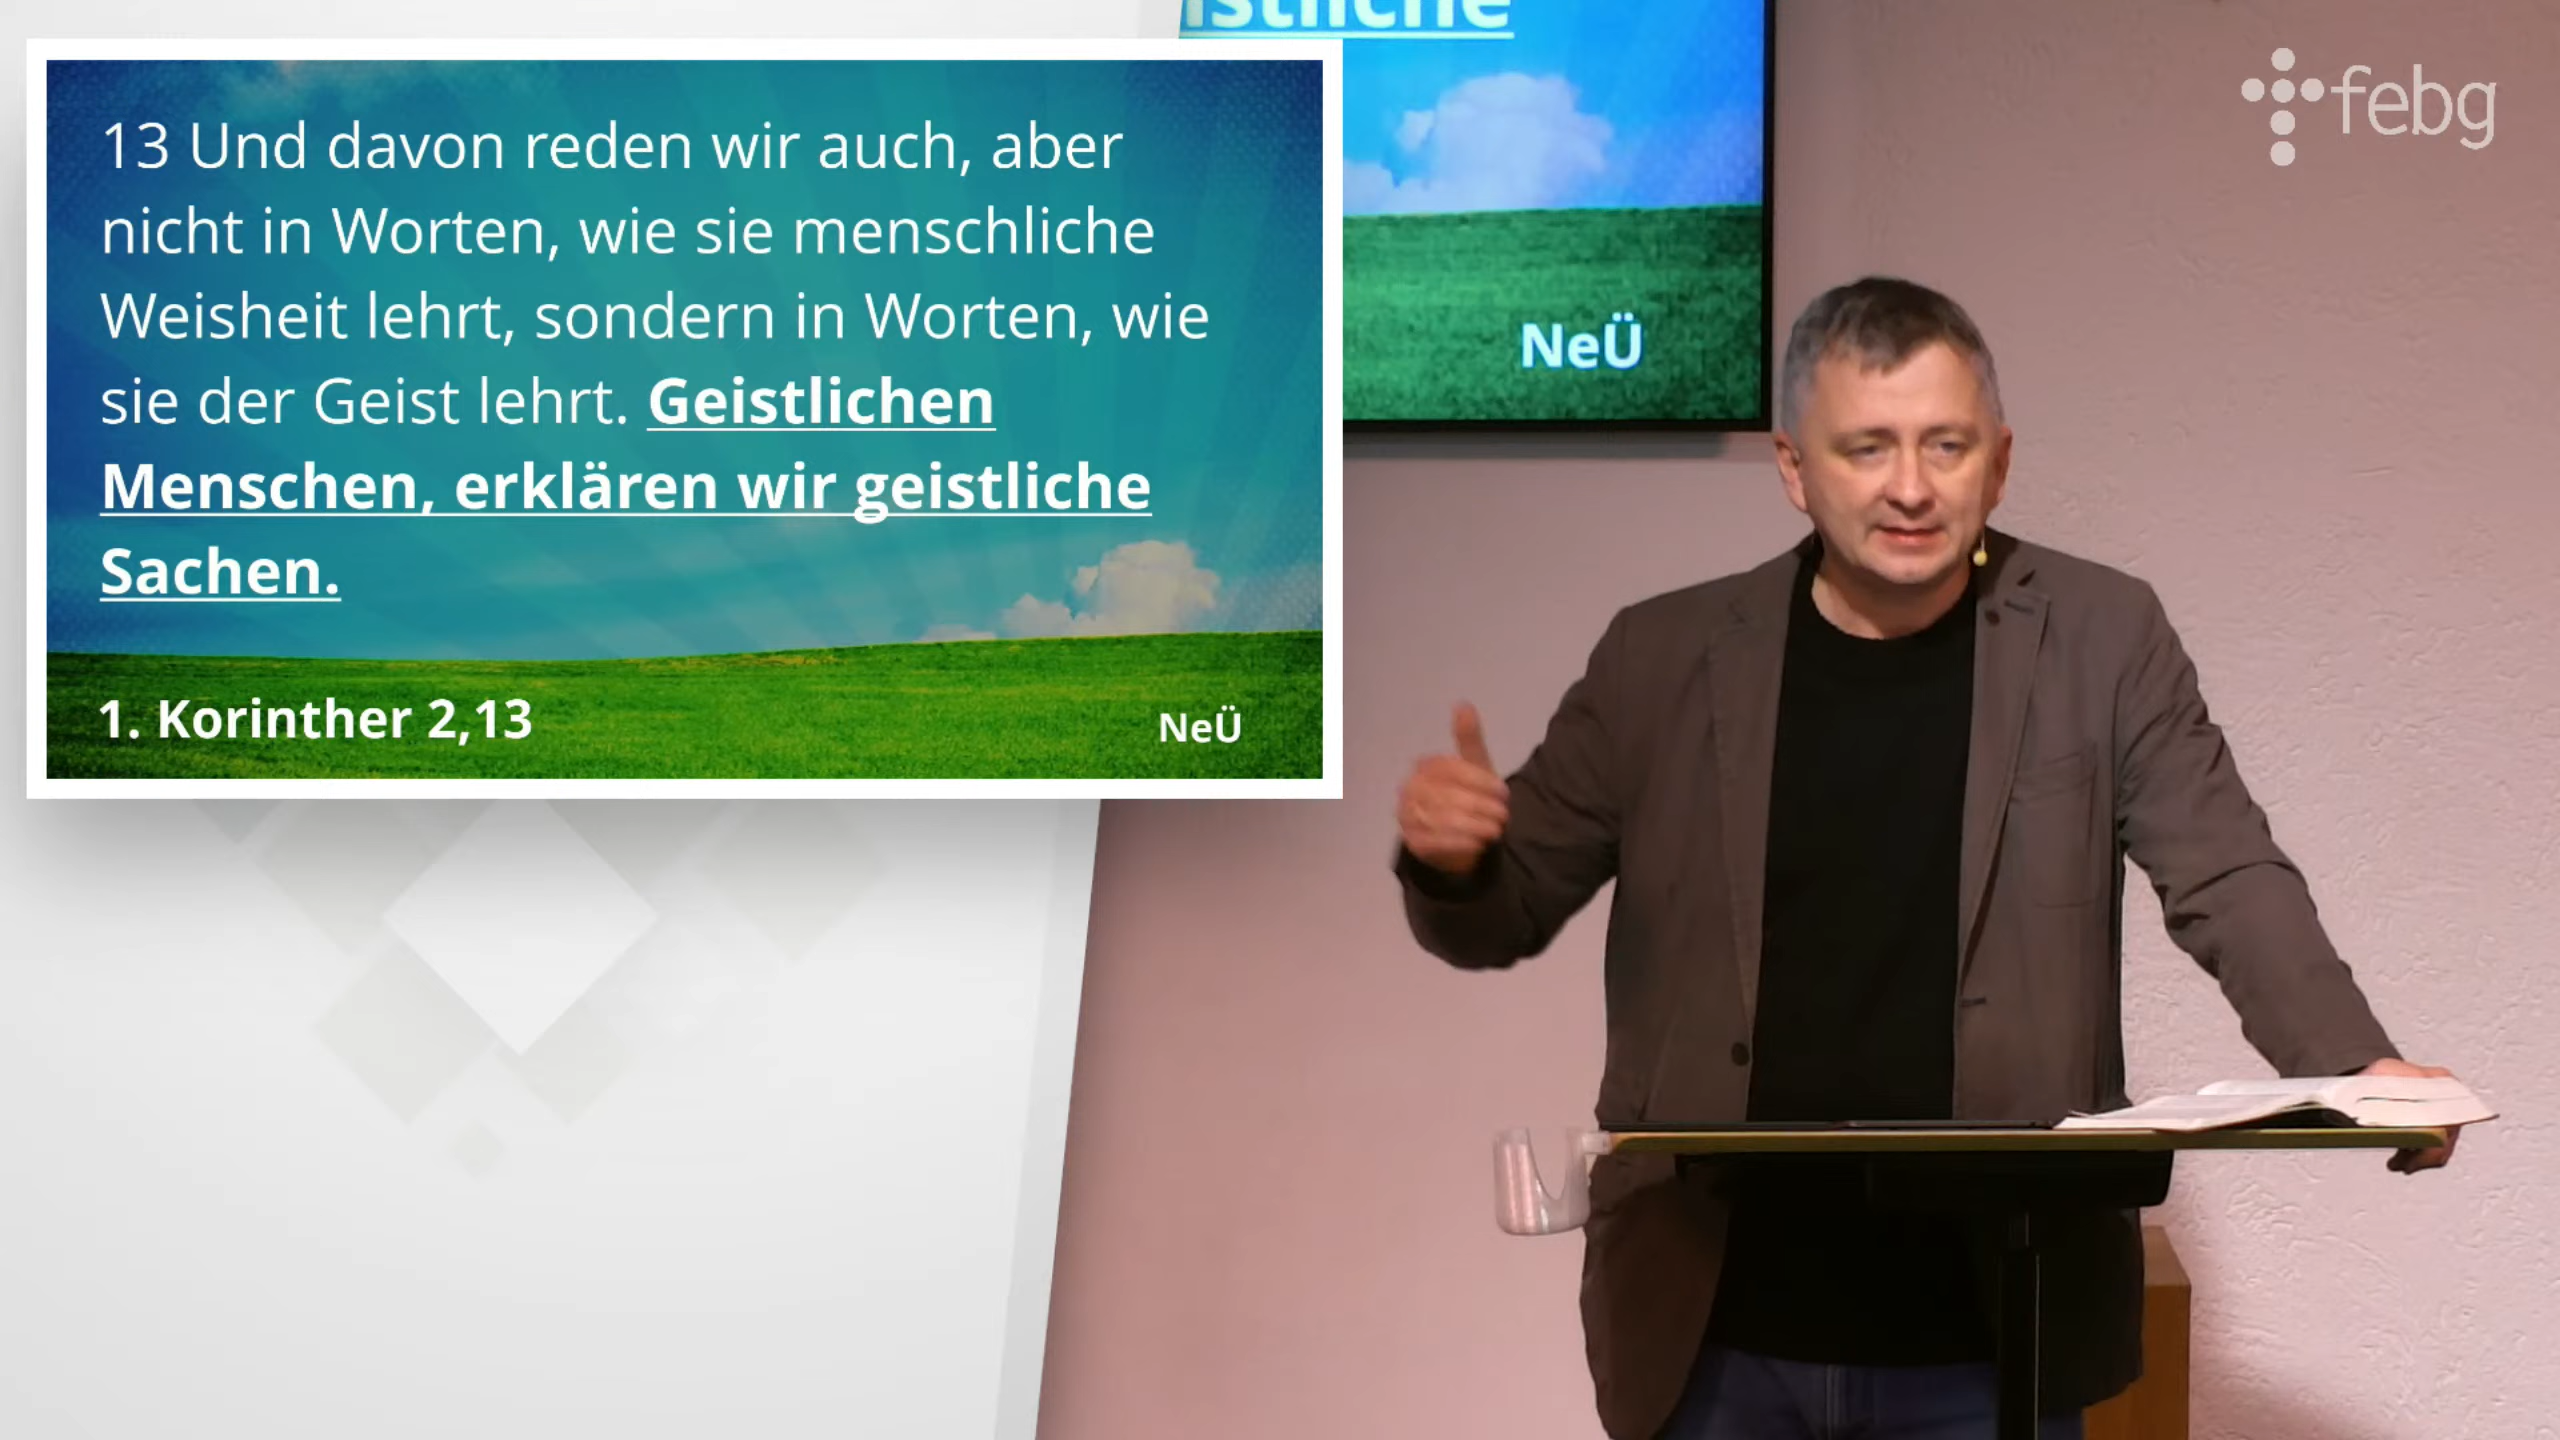 13 Und davon reden wir auch, aber
nicht in Worten, wie sie menschliche
Weisheit lehrt, sondern in Worten, wie
sie der Geist lehrt. Geistlichen
Menschen, erklären wir geistliche
Sachen.
1. Korinther 2,13
NeÜ
NeÜ
febg